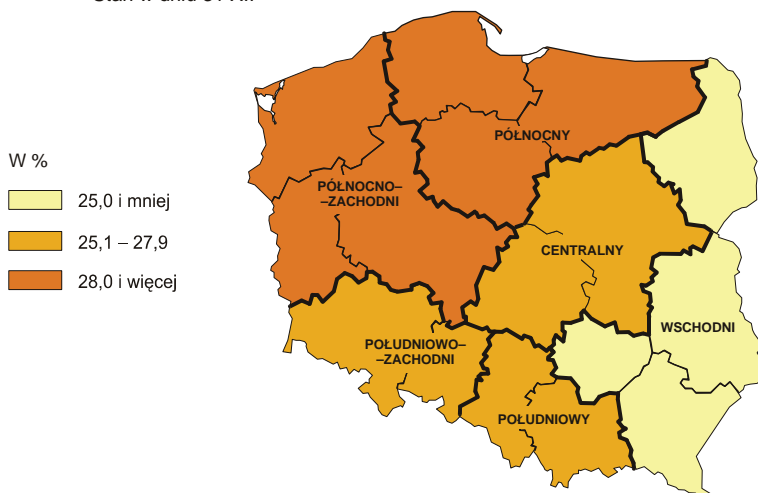 W %
25,0 i mniej
25,1 – 27,9
28,0 i więcej
PÓŁNOCNY
PÓŁNOCNO–
–ZACHODNI
CENTRALNY
WSCHODNI
POŁUDNIOWO–
–ZACHODNI
POŁUDNIOWY